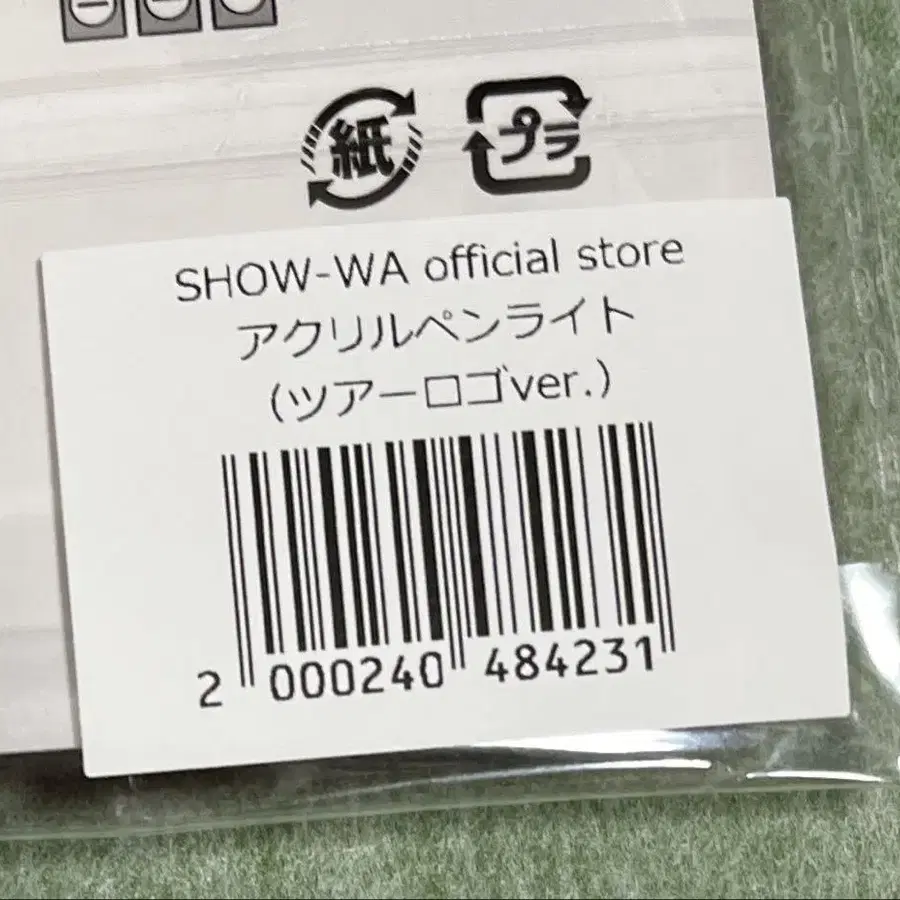 紙 プラ
SHOW-WA official store
アクリルペンライト
(ツアーロゴver.)
2 000240 484231